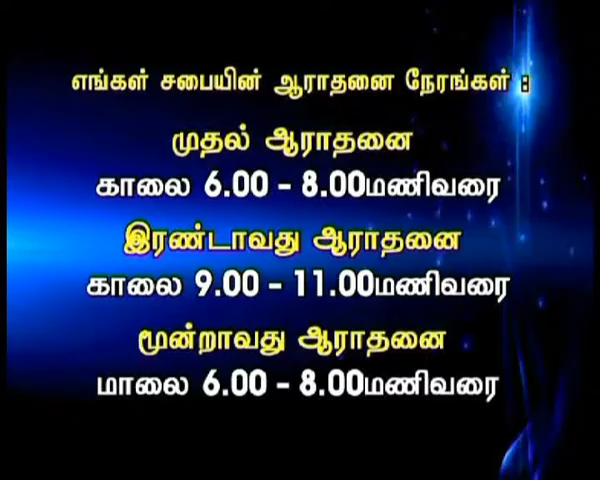 எங்கள் சபையின் ஆராதனை நேரங்கள் :
முதல் ஆராதனை
காலை 6.00 - 8.00மணிவரை
இரண்டாவது ஆராதனை
காலை 9.00 - 11.00மணிவரை
மூன்றாவது ஆராதனை
மாலை 6.00 - 8.00மணிவரை